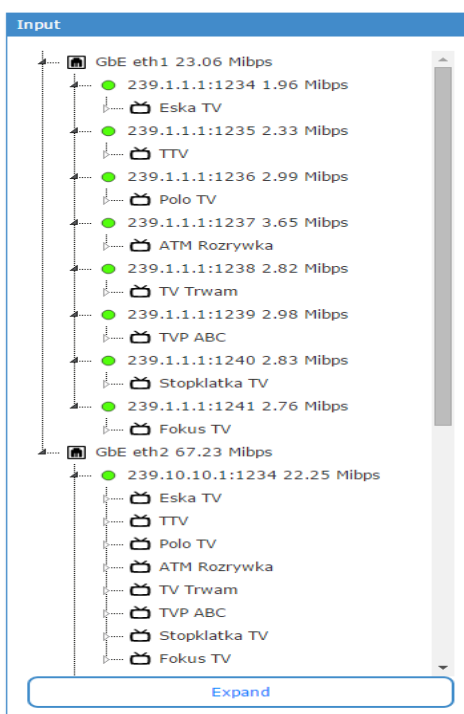 Input
GbE eth1 23.06 Mibps
239.1.1.1:1234 1.96 Mibps
Eska TV
239.1.1.1:1235 2.33 Mibps
TTV
239.1.1.1:1236 2.99 Mibps
Polo TV
239.1.1.1:1237 3.65 Mibps
ATM Rozrywka
239.1.1.1:1238 2.82 Mibps
TV Trwam
239.1.1.1:1239 2.98 Mibps
TVP ABC
239.1.1.1:1240 2.83 Mibps
Stopklatka TV
239.1.1.1:1241 2.76 Mibps
Fokus TV
GbE eth2 67.23 Mibps
239.10.10.1:1234 22.25 Mibps
Eska TV
TTV
Polo TV
ATM Rozrywka
TV Trwam
TVP ABC
Stopklatka TV
Fokus TV
Expand